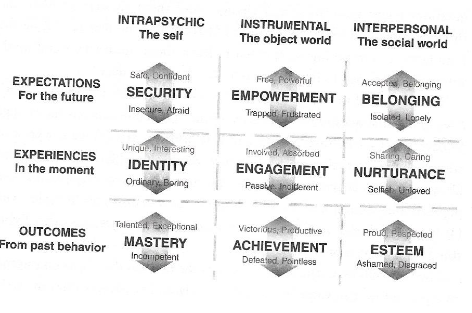 INTRAPSYCHIC
The self
INSTRUMENTAL
The object world
INTERPERSONAL
The social world
EXPECTATIONS
For the future
Safe, Confident
SECURITY
Insecure, Afraid
Free, Powerful
EMPOWERMENT
Trapped, Frustrated
Accepted, Belonging
BELONGING
Isolated, Lonely
EXPERIENCES
In the moment
Unique, Interesting
IDENTITY
Ordinary, Boring
Involved, Absorbed
ENGAGEMENT
Passive, Indifferent
Sharing, Caring
NURTURANCE
Selfish, Unloved
OUTCOMES
From past behavior
Talented, Exceptional
MASTERY
Incompetent
Victorious, Productive
ACHIEVEMENT
Defeated, Pointless
Proud, Respected
ESTEEM
Ashamed, Disgraced